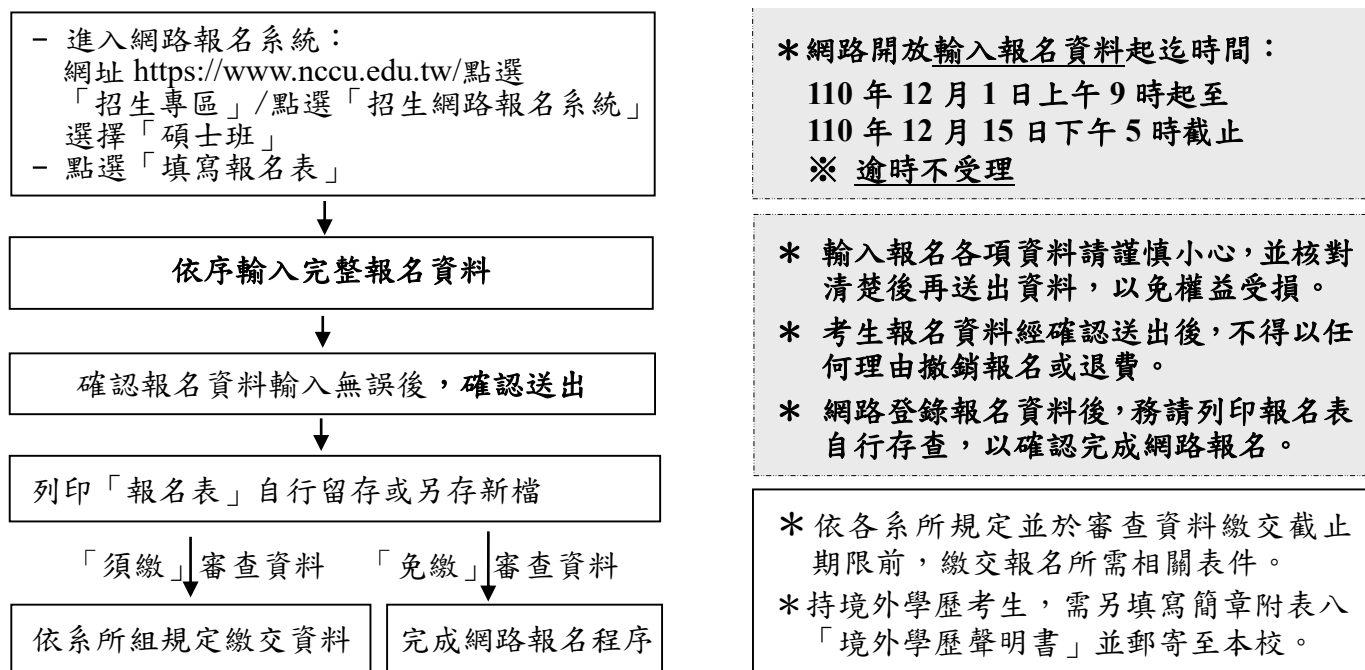 - 進入網路報名系統：
網址 https://www.nccu.edu.tw/點選
「招生專區」/點選「招生網路報名系統」
選擇「碩士班」
- 點選「填寫報名表」
依序輸入完整報名資料
確認報名資料輸入無誤後，確認送出
列印「報名表」自行留存或另存新檔
「須繳」審查資料 「免繳」審查資料
依系所組規定繳交資料 完成網路報名程序
＊網路開放輸入報名資料起迄時間：
110 年 12 月 1 日上午 9 時起至
110 年 12 月 15 日下午 5 時截止
※ 逾時不受理
＊ 輸入報名各項資料請謹慎小心，並核對
清楚後再送出資料，以免權益受損。
＊ 考生報名資料經確認送出後，不得以任
何理由撤銷報名或退費。
＊ 網路登錄報名資料後，務請列印報名表
自行存查，以確認完成網路報名。
＊依各系所規定並於審查資料繳交截止
期限前，繳交報名所需相關表件。
＊持境外學歷考生，需另填寫簡章附表八
「境外學歷聲明書」並郵寄至本校。